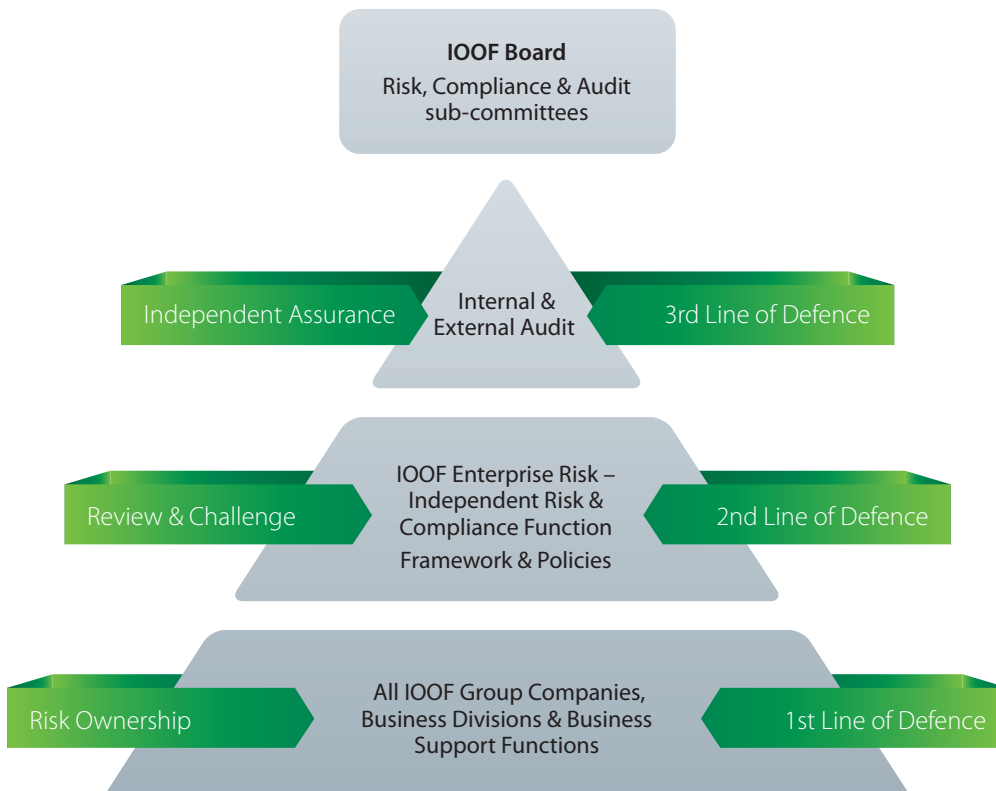 IOOF Board
Risk, Compliance & Audit
sub-committees
Independent Assurance
Internal &
External Audit
3rd Line of Defence
Review & Challenge
IOOF Enterprise Risk –
Independent Risk &
Compliance Function
Framework & Policies
2nd Line of Defence
Risk Ownership
All IOOF Group Companies,
Business Divisions & Business
Support Functions
1st Line of Defence